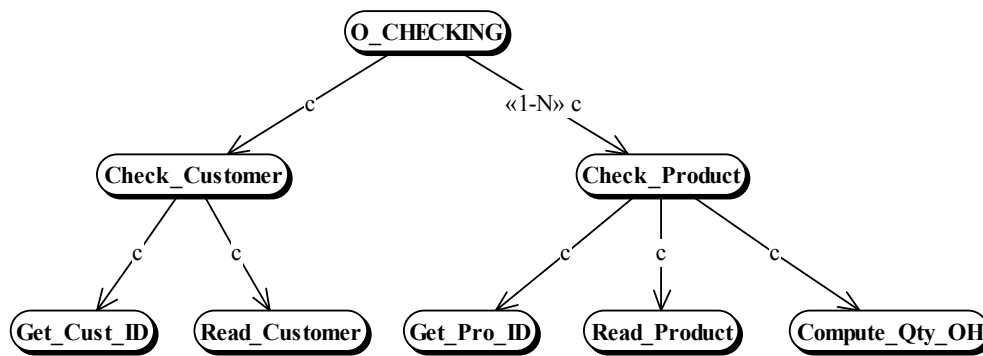 O_CHECKING
c
«1-N» c
Check_Customer
Check_Product
c
c
c
c
c
Get_Cust_ID
Read_Customer
Get_Pro_ID
Read_Product
Compute_Qty_OH